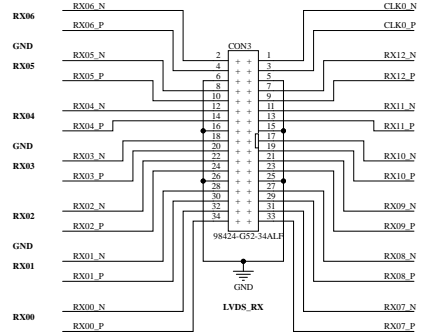 RX06_N CLK0_N
RX06
RX06_P CLK0_P
GND CON3
RX05_N 2 1 RX12_N
RX05 4 3
RX05_P 6 5 RX12_P
8 7
10 9
RX04_N 12 11 RX11_N
RX04 14 13
RX04_P 16 15 RX11_P
18 17
GND 20 19
RX03_N 22 21 RX10_N
RX03 24 23
RX03_P 26 25 RX10_P
28 27
30 29
RX02_N 32 31 RX09_N
RX02 34 33
RX02_P RX09_P
98424-G52-34ALF
GND
RX01_N RX08_N
RX01
RX01_P GND RX08_P
RX00_N LVDS_RX RX07_N
RX00
RX00_P RX07_P